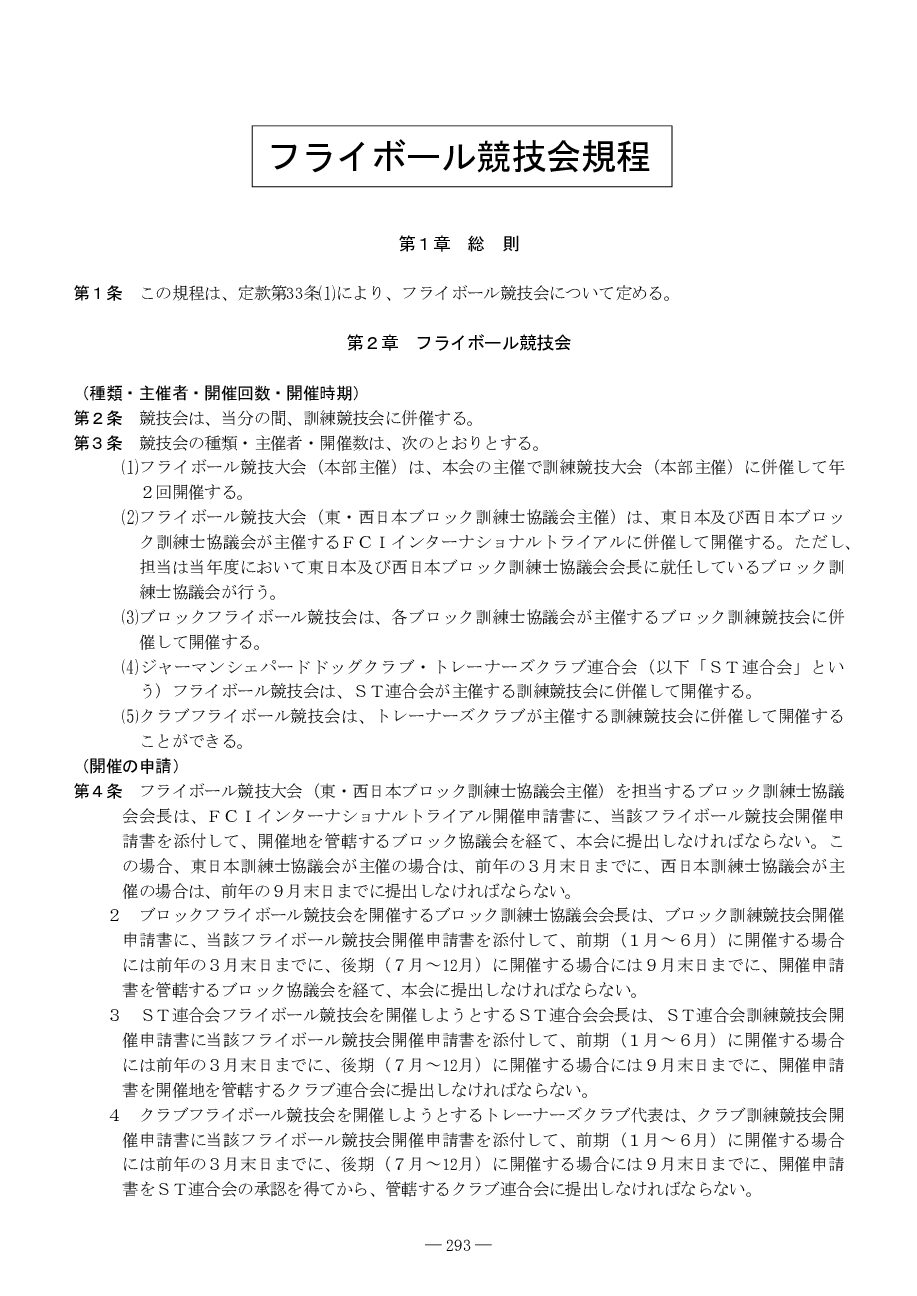 フライボール競技会規程
第１章　総　則
第１条　この規程は、定款第33条⑴により、フライボール競技会について定める。
第２章　フライボール競技会
（種類・主催者・開催回数・開催時期）
第２条　競技会は、当分の間、訓練競技会に併催する。
第３条　競技会の種類・主催者・開催数は、次のとおりとする。
⑴フライボール競技大会（本部主催）は、本会の主催で訓練競技大会（本部主催）に併催して年
２回開催する。
⑵フライボール競技大会（東・西日本ブロック訓練士協議会主催）は、東日本及び西日本ブロッ
ク訓練士協議会が主催するＦＣＩインターナショナルトライアルに併催して開催する。ただし、
担当は当年度において東日本及び西日本ブロック訓練士協議会会長に就任しているブロック訓
練士協議会が行う。
⑶ブロックフライボール競技会は、各ブロック訓練士協議会が主催するブロック訓練競技会に併
催して開催する。
⑷ジャーマンシェパードドッグクラブ・トレーナーズクラブ連合会（以下「ＳＴ連合会」とい
う）フライボール競技会は、ＳＴ連合会が主催する訓練競技会に併催して開催する。
⑸クラブフライボール競技会は、トレーナーズクラブが主催する訓練競技会に併催して開催する
ことができる。
（開催の申請）
第４条　フライボール競技大会（東・西日本ブロック訓練士協議会主催）を担当するブロック訓練士協議
会会長は、ＦＣＩインターナショナルトライアル開催申請書に、当該フライボール競技会開催申
請書を添付して、開催地を管轄するブロック協議会を経て、本会に提出しなければならない。こ
の場合、東日本訓練士協議会が主催の場合は、前年の３月末日までに、西日本訓練士協議会が主
催の場合は、前年の９月末日までに提出しなければならない。
２　ブロックフライボール競技会を開催するブロック訓練士協議会会長は、ブロック訓練競技会開催
申請書に、当該フライボール競技会開催申請書を添付して、前期（１月～６月）に開催する場合
には前年の３月末日までに、後期（７月～12月）に開催する場合には９月末日までに、開催申請
書を管轄するブロック協議会を経て、本会に提出しなければならない。
３　ＳＴ連合会フライボール競技会を開催しようとするＳＴ連合会会長は、ＳＴ連合会訓練競技会開
催申請書に当該フライボール競技会開催申請書を添付して、前期（１月～６月）に開催する場合
には前年の３月末日までに、後期（７月～12月）に開催する場合には９月末日までに、開催申請
書を開催地を管轄するクラブ連合会に提出しなければならない。
４　クラブフライボール競技会を開催しようとするトレーナーズクラブ代表は、クラブ訓練競技会開
催申請書に当該フライボール競技会開催申請書を添付して、前期（１月～６月）に開催する場合
には前年の３月末日までに、後期（７月～12月）に開催する場合には９月末日までに、開催申請
書をＳＴ連合会の承認を得てから、管轄するクラブ連合会に提出しなければならない。
― 293 ―